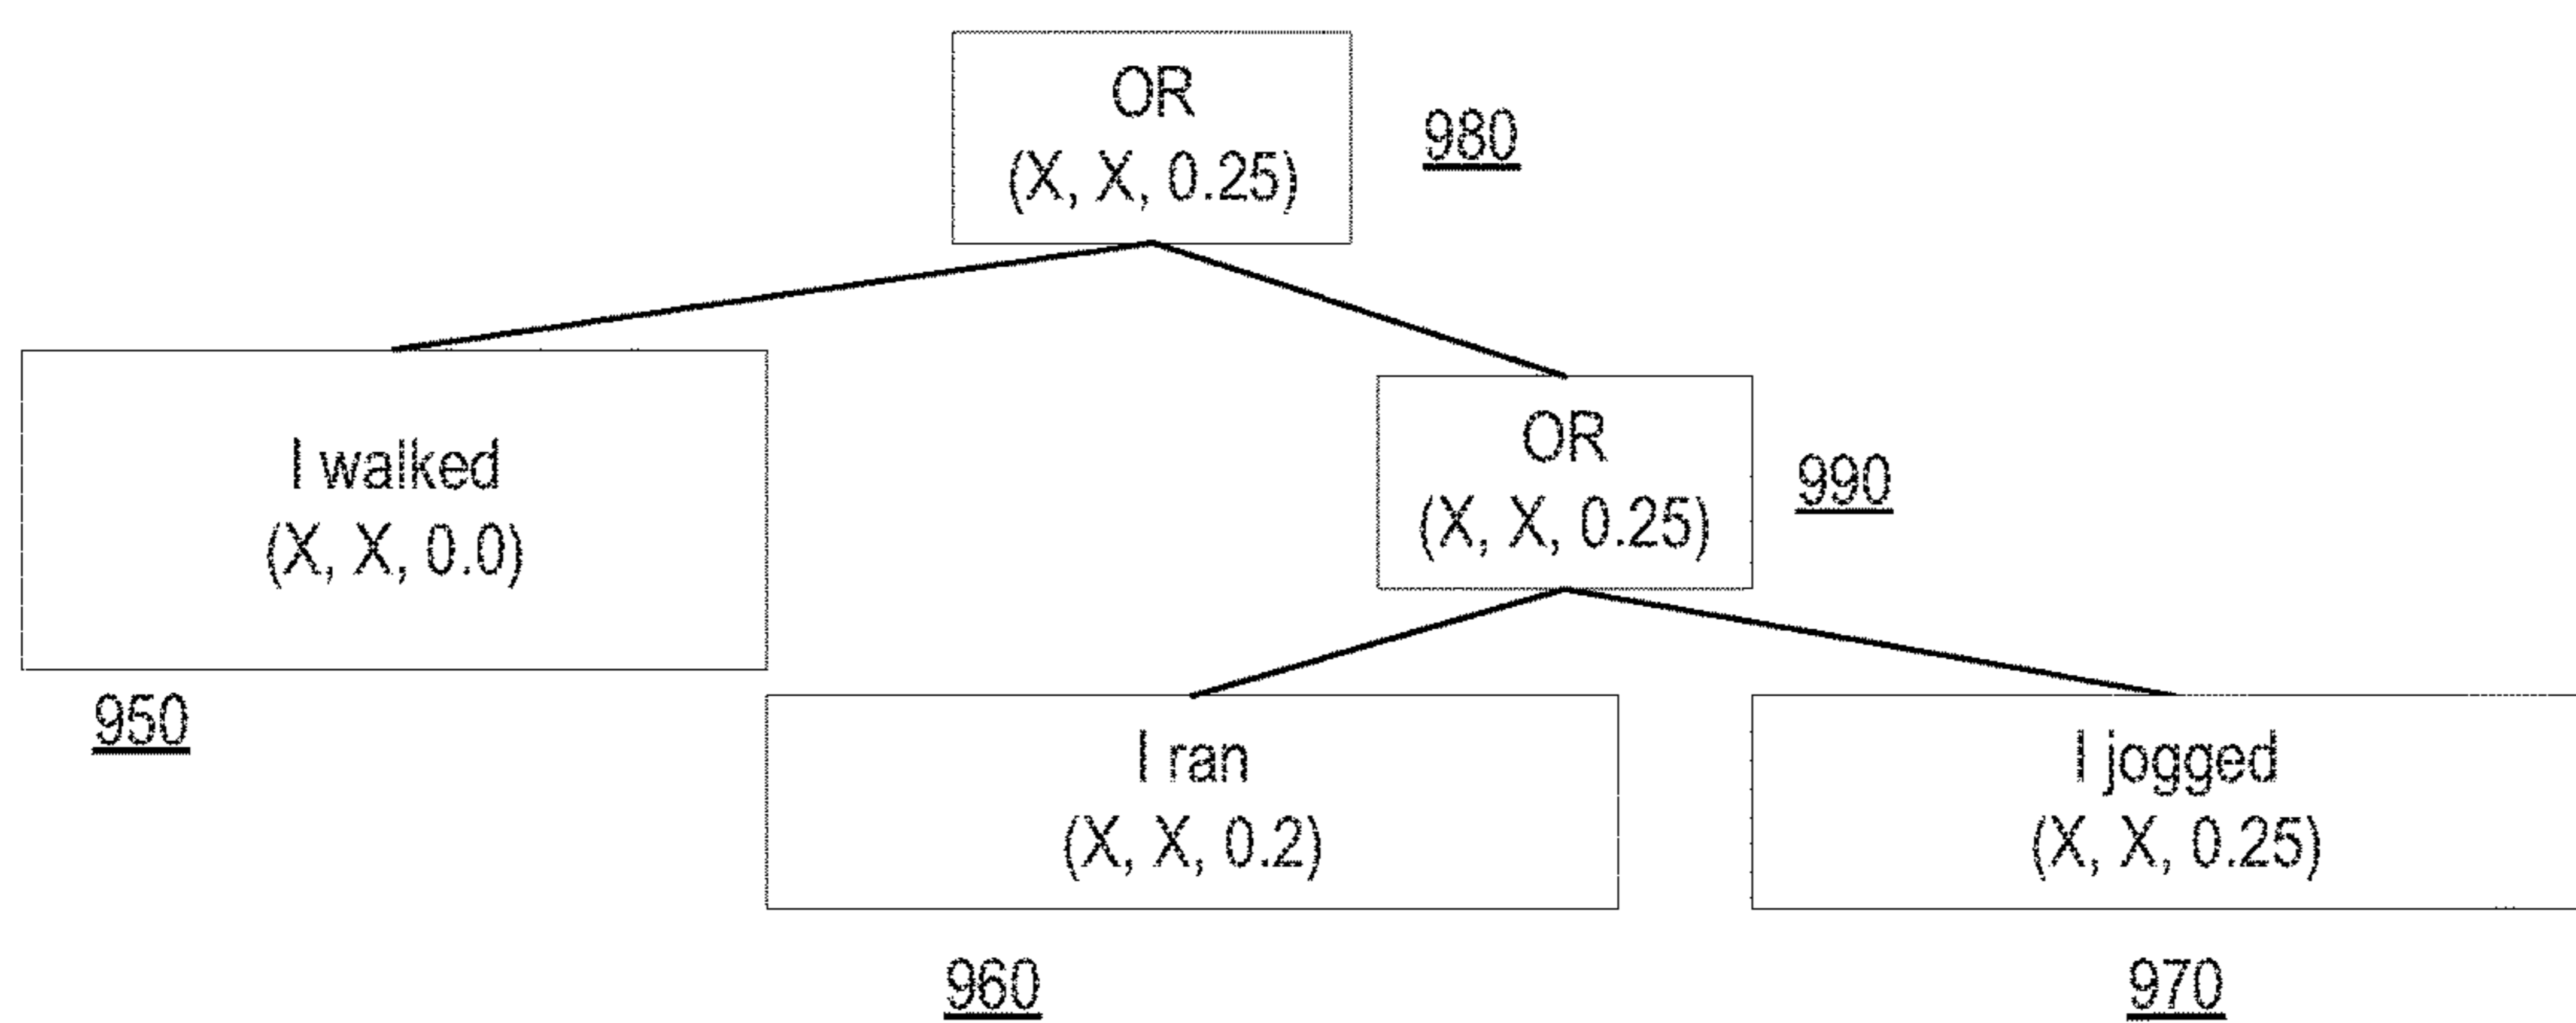 OR
(X, X, 0.25)
980
I walked
(X, X, 0.0)
950
OR
(X, X, 0.25)
990
I ran
(X, X, 0.2)
960
I jogged
(X, X, 0.25)
970